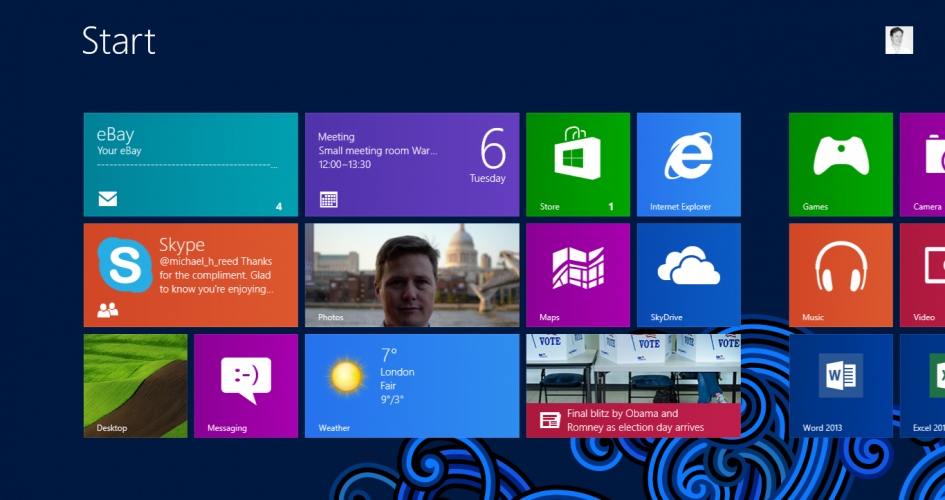 Start
eBay
Your eBay
4
Meeting
Small meeting room War...
12:00–13:30
6
Tuesday
Store
1
Internet Explorer
Games
Camera
S
Skype
@michael_h_reed Thanks
for the compliment. Glad
to know you're enjoying...
Photos
Maps
SkyDrive
Music
Video
Desktop
:-)
Messaging
7°
London
Fair
9°/3°
Weather
VOTE
VOTE
VOTE
Final blitz by Obama and
Romney as election day arrives
W
Word 2013
X
Excel 201